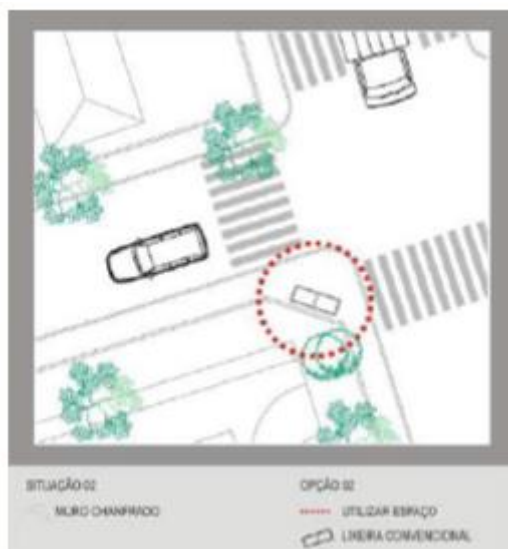 SITUAÇÃO 02
MURO CHANFRADO
OPÇÃO 02
UTILIZAR ESPAÇO
LIXEIRA CONVENCIONAL